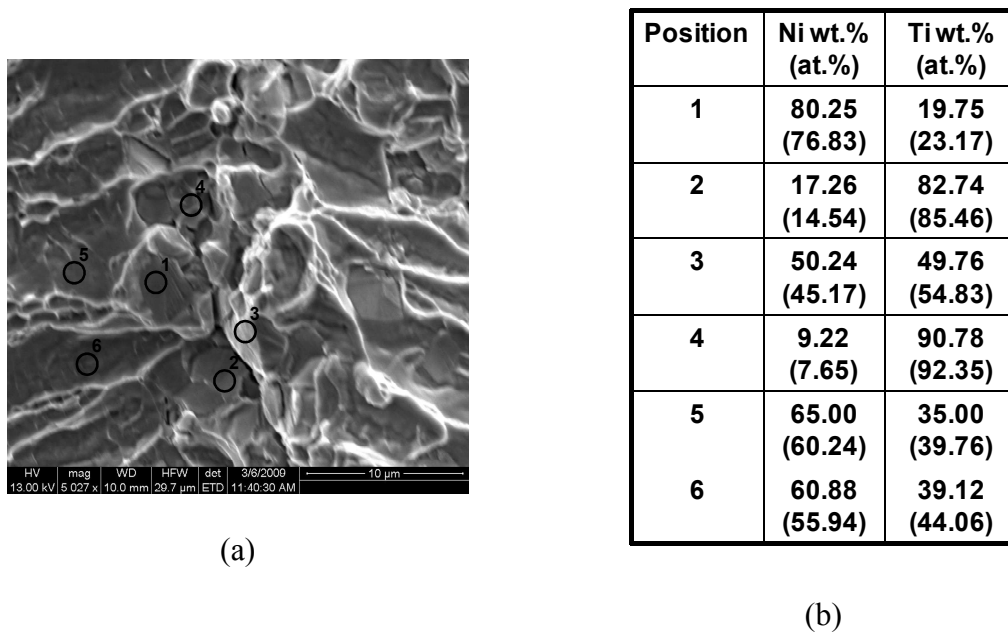 4
5
1
3
6
2
HV mag WD HFW det 3/6/2009 10 µm
13.00 kV 5 027 x 10.0 mm 29.7 µm ETD 11:40:30 AM
(a)
Position Ni wt.% Ti wt.%
(at.%) (at.%)
1 80.25 19.75
(76.83) (23.17)
2 17.26 82.74
(14.54) (85.46)
3 50.24 49.76
(45.17) (54.83)
4 9.22 90.78
(7.65) (92.35)
5 65.00 35.00
(60.24) (39.76)
6 60.88 39.12
(55.94) (44.06)
(b)